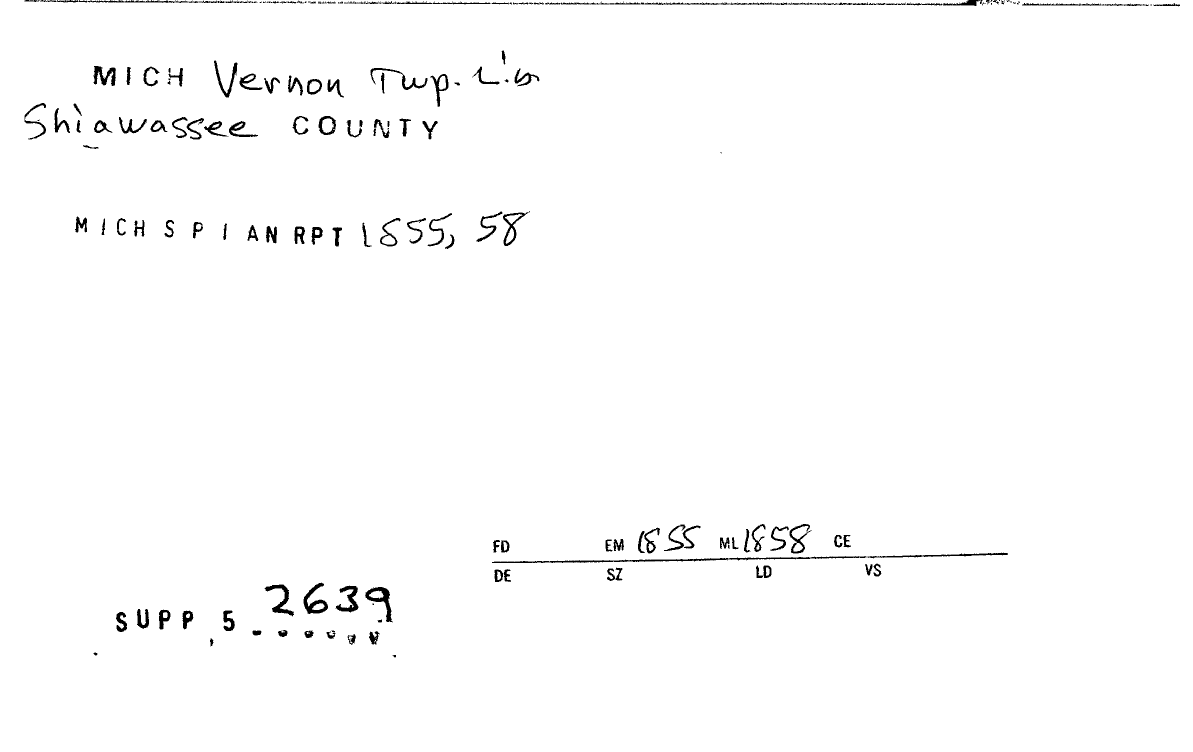 MICH Vernon Twp. Lib
Shiawassee COUNTY
MICH S P I AN RPT 1855, 58
FD EM 1855 ML 1858 CE
DE SZ LD VS
SUPP, 5 2639